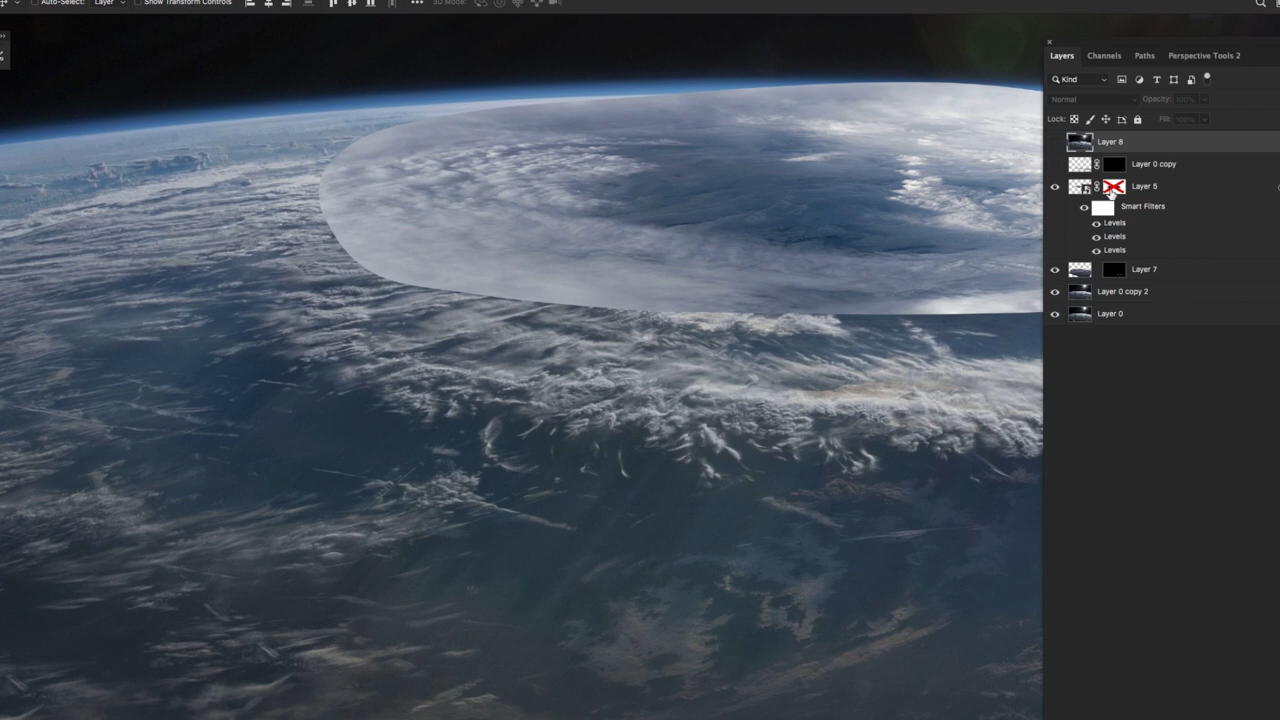 Auto-Select: Layer Show Transform Controls 3D Mode:
Layers Channels Paths Perspective Tools 2
Kind
Normal Opacity: 100%
Lock: Fill: 100%
Layer 8
Layer 0 copy
Layer 5
Smart Filters
Levels
Levels
Levels
Layer 7
Layer 0 copy 2
Layer 0